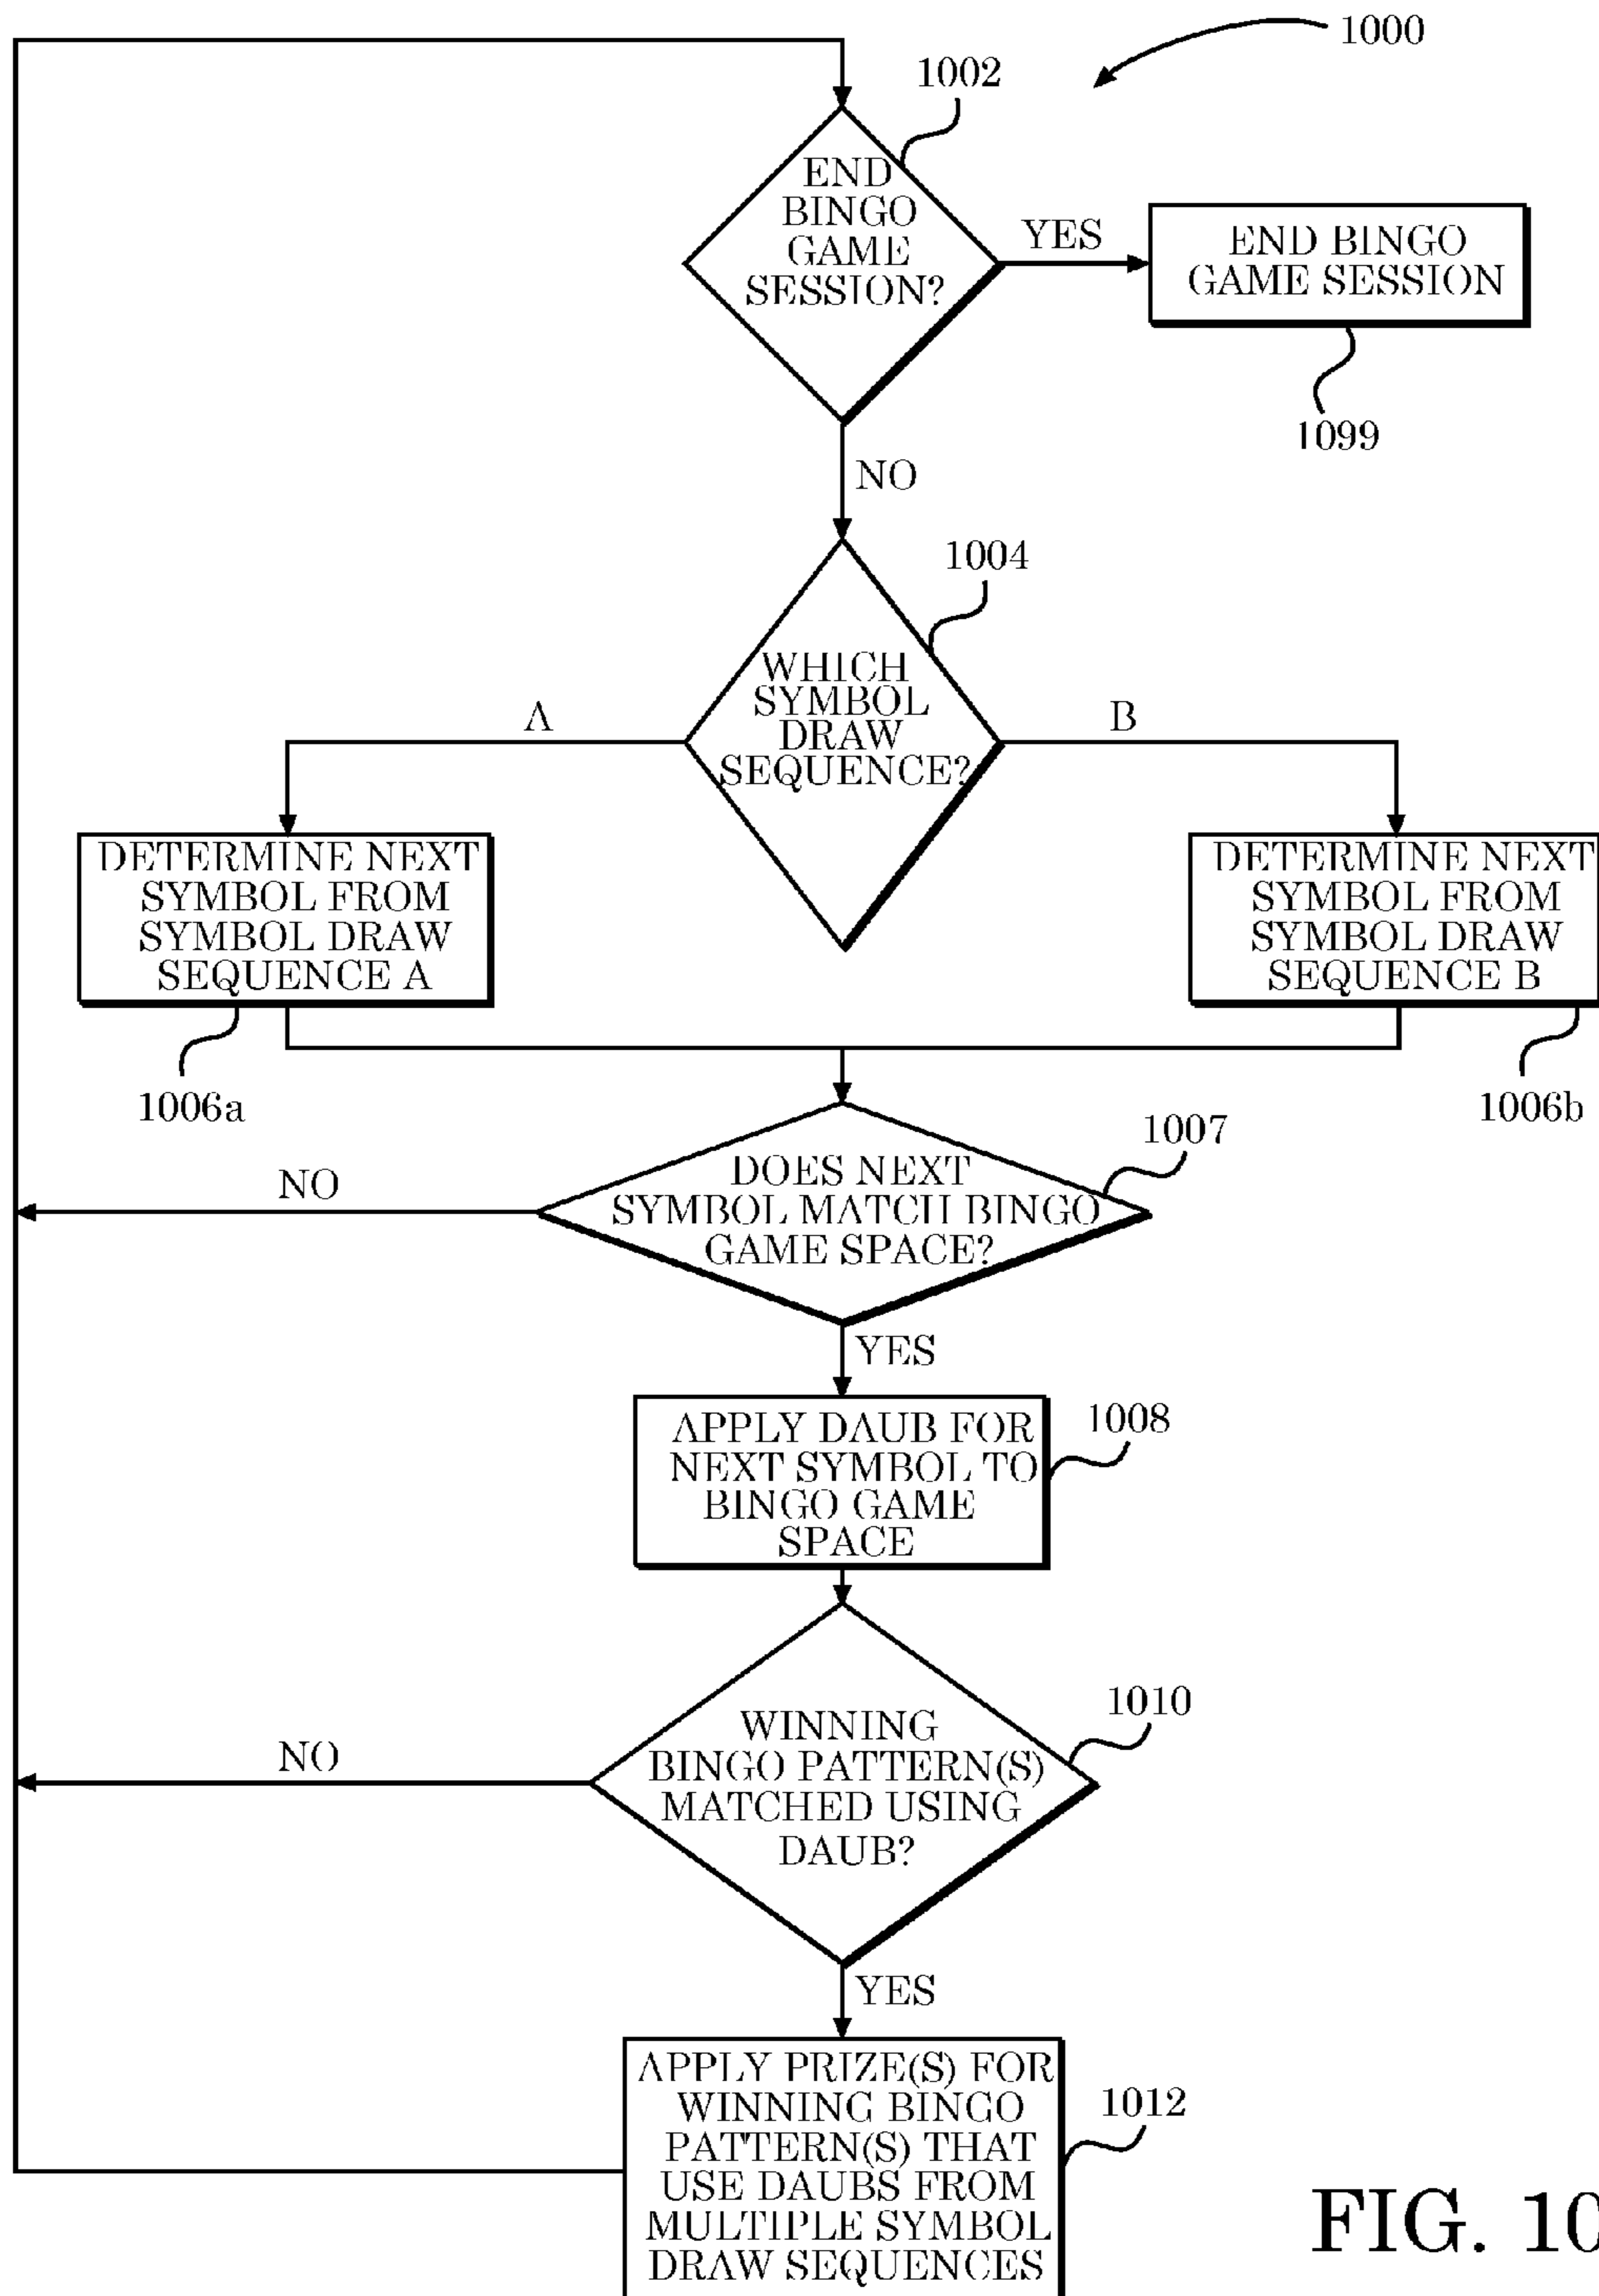 1000
1002
END
BINGO
GAME
SESSION?
YES
END BINGO
GAME SESSION
1099
NO
1004
WHICH
SYMBOL
DRAW
SEQUENCE?
A
B
DETERMINE NEXT
SYMBOL FROM
SYMBOL DRAW
SEQUENCE A
DETERMINE NEXT
SYMBOL FROM
SYMBOL DRAW
SEQUENCE B
1006a
1006b
1007
DOES NEXT
SYMBOL MATCH BINGO
GAME SPACE?
NO
YES
1008
APPLY DAUB FOR
NEXT SYMBOL TO
BINGO GAME
SPACE
1010
WINNING
BINGO PATTERN(S)
MATCHED USING
DAUB?
NO
YES
APPLY PRIZE(S) FOR
WINNING BINGO
PATTERN(S) THAT
USE DAUBS FROM
MULTIPLE SYMBOL
DRAW SEQUENCES
1012
FIG. 10